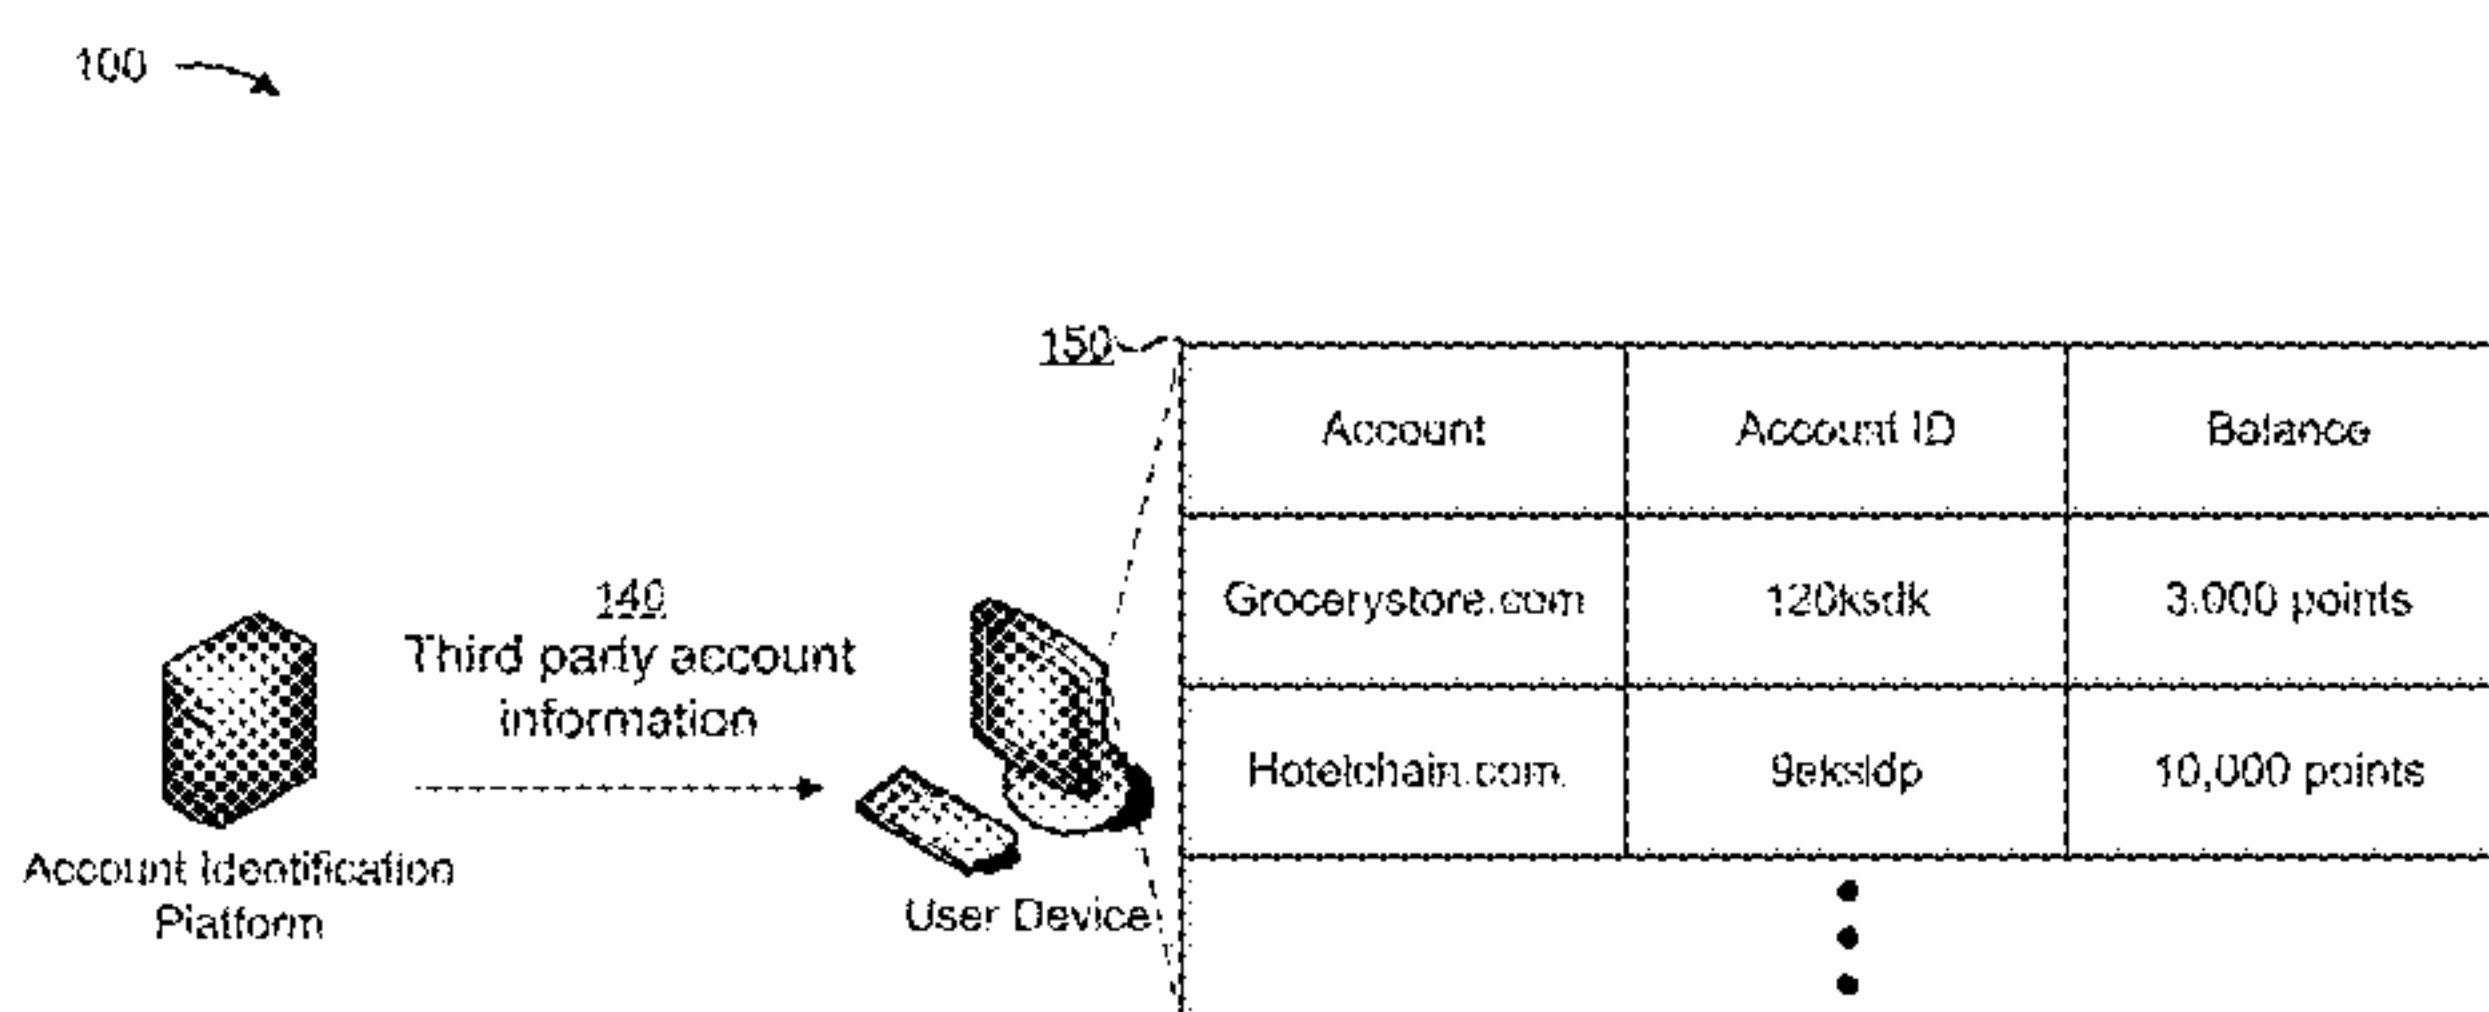 100
150
Account Account ID Balance
Grocerystore.com 120ksdk 3,000 points
140
Third party account
information
Hotelchain.com 9eksldp 10,000 points
Account Identification
Platform
User Device